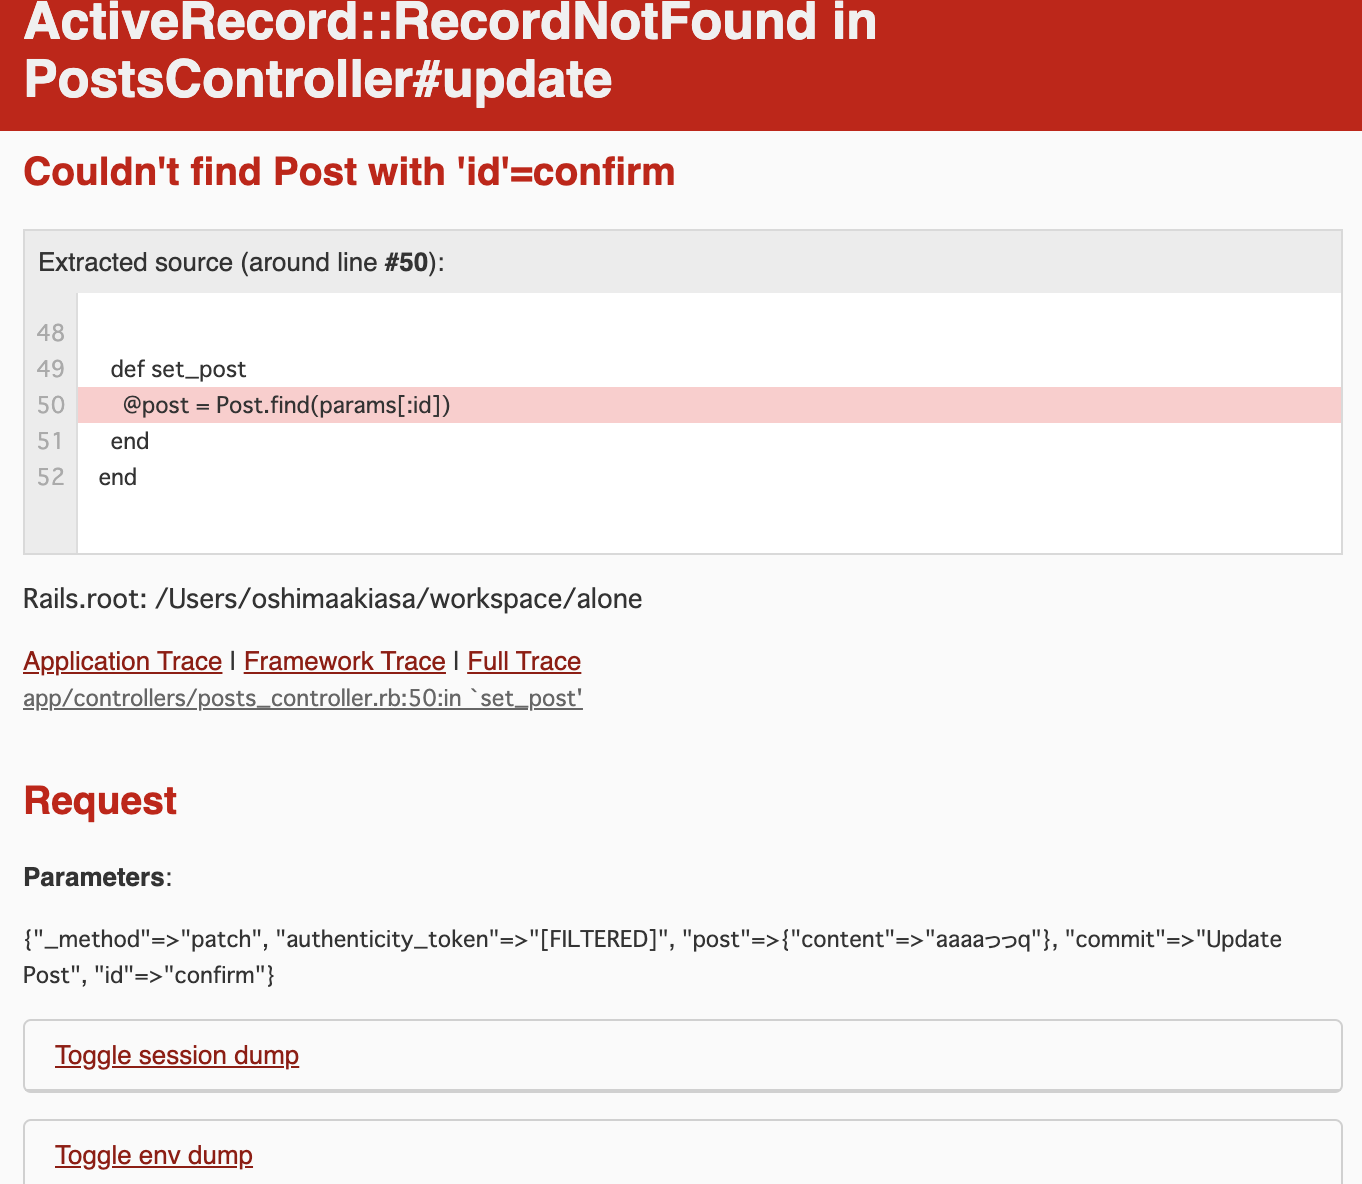 ActiveRecord::RecordNotFound in
PostsController#update
Couldn't find Post with 'id'=confirm
Extracted source (around line #50):
48
49 def set_post
50 @post = Post.find(params[:id])
51 end
52 end
Rails.root: /Users/oshimaakiasa/workspace/alone
Application Trace | Framework Trace | Full Trace
app/controllers/posts_controller.rb:50:in `set_post'
Request
Parameters:
{"_method"=>"patch", "authenticity_token"=>"[FILTERED]", "post"=>{"content"=>"aaaaっっq"}, "commit"=>"Update
Post", "id"=>"confirm"}
Toggle session dump
Toggle env dump